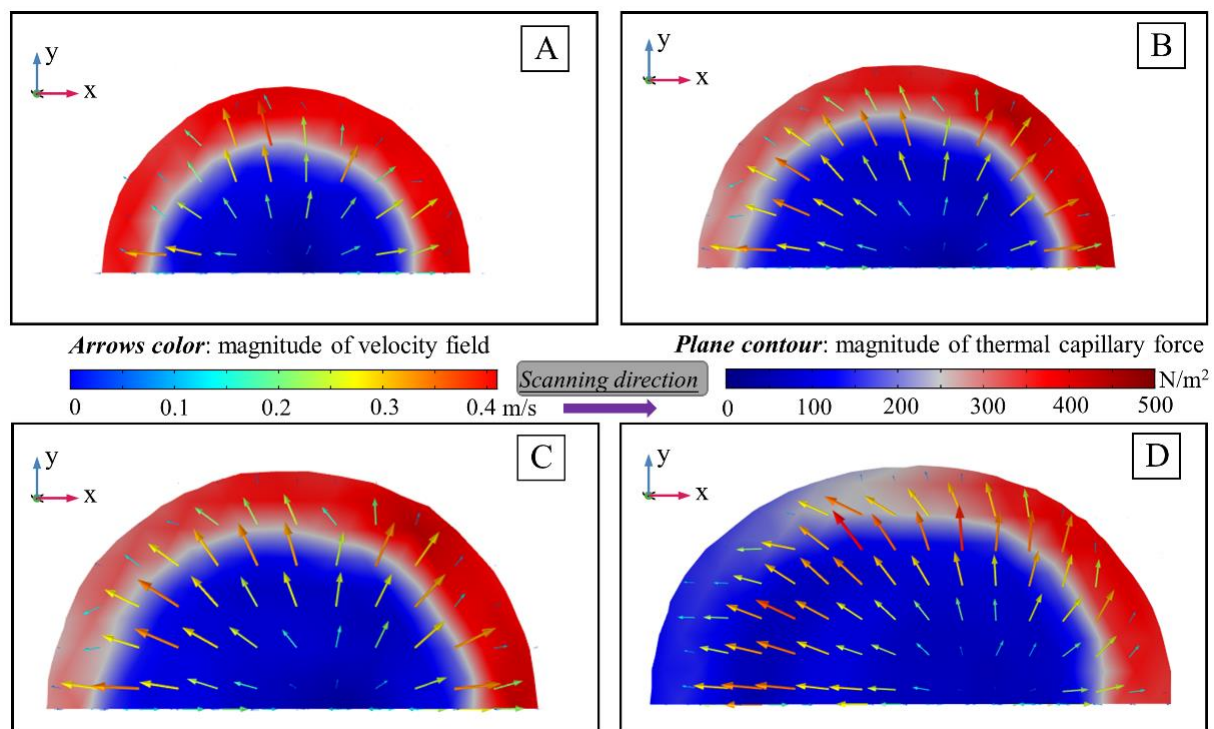 A
y
x
B
y
x
Arrows color: magnitude of velocity field
0 0.1 0.2 0.3 0.4 m/s
Scanning direction
Plane contour: magnitude of thermal capillary force
N/m²
0 100 200 300 400 500
C
y
x
D
y
x